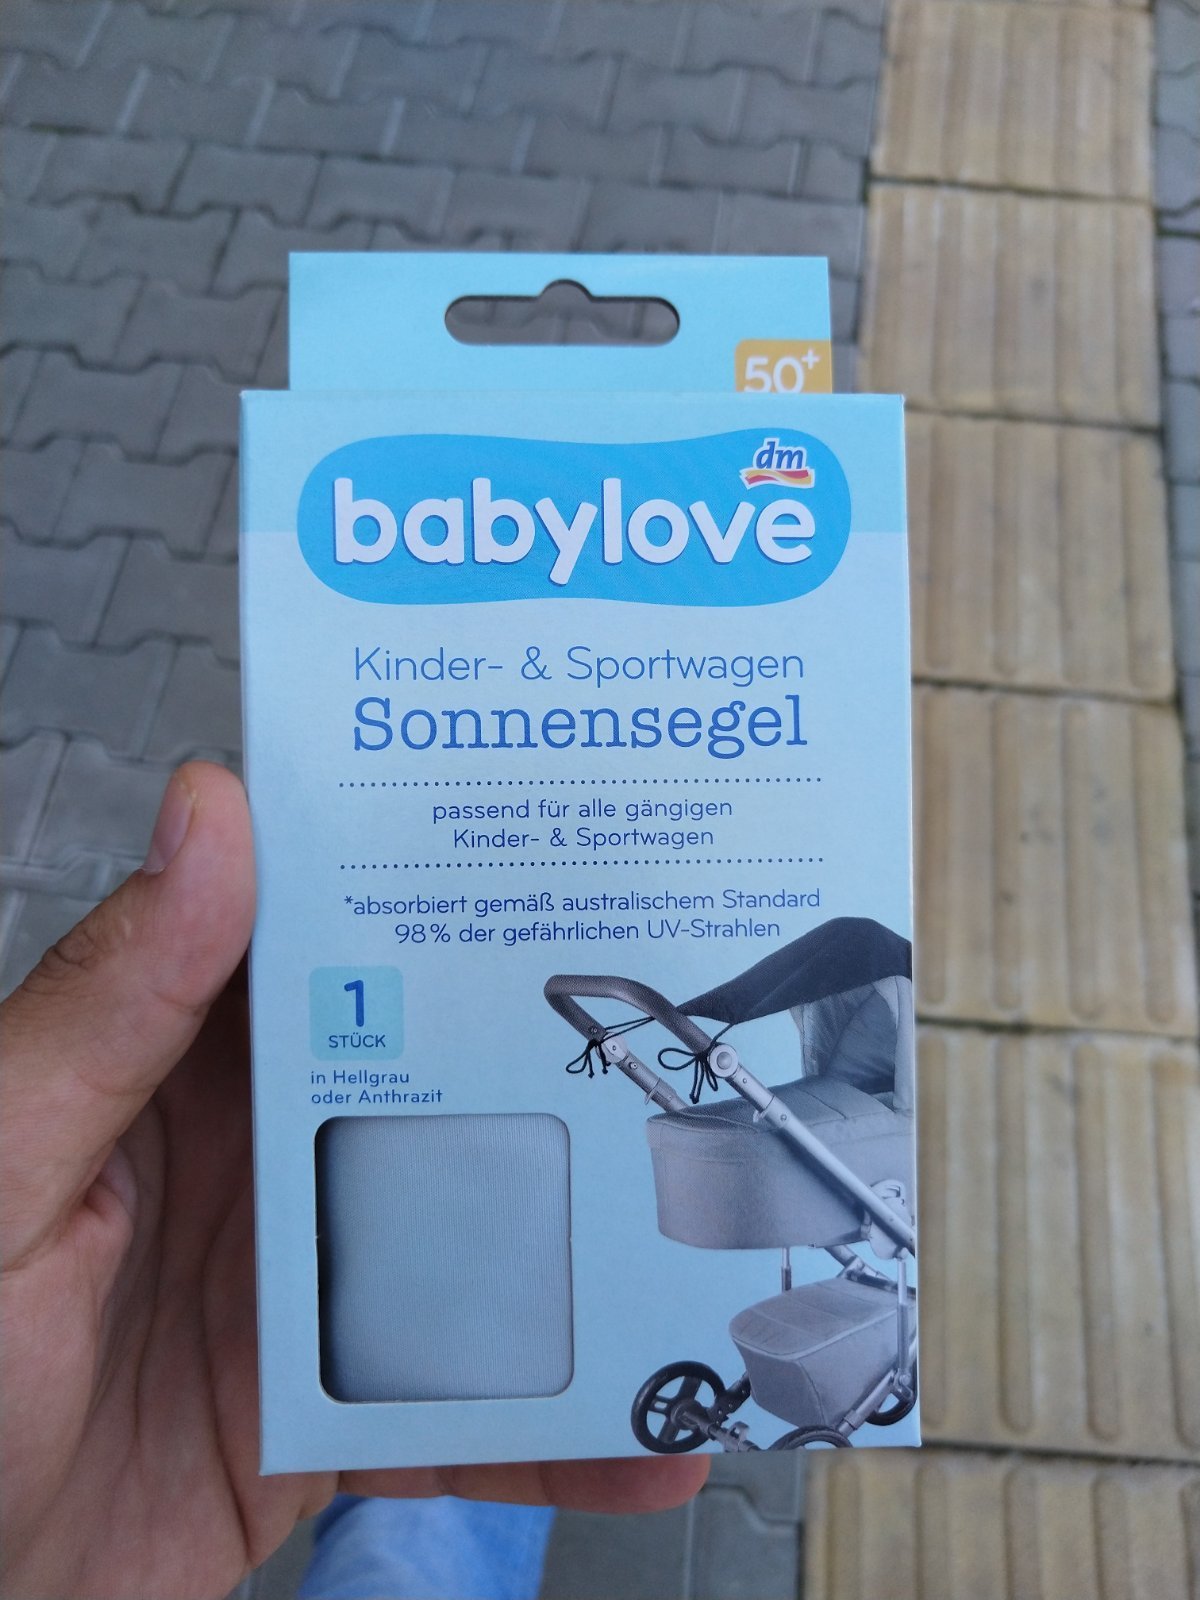 50+
dm
babylove
Kinder- & Sportwagen
Sonnensegel
passend für alle gängigen
Kinder- & Sportwagen
*absorbiert gemäß australischem Standard
98% der gefährlichen UV-Strahlen
1
STÜCK
in Hellgrau
oder Anthrazit